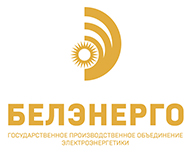 БЕЛЭНЕРГО
ГОСУДАРСТВЕННОЕ ПРОИЗВОДСТВЕННОЕ ОБЪЕДИНЕНИЕ
ЭЛЕКТРОЭНЕРГЕТИКИ